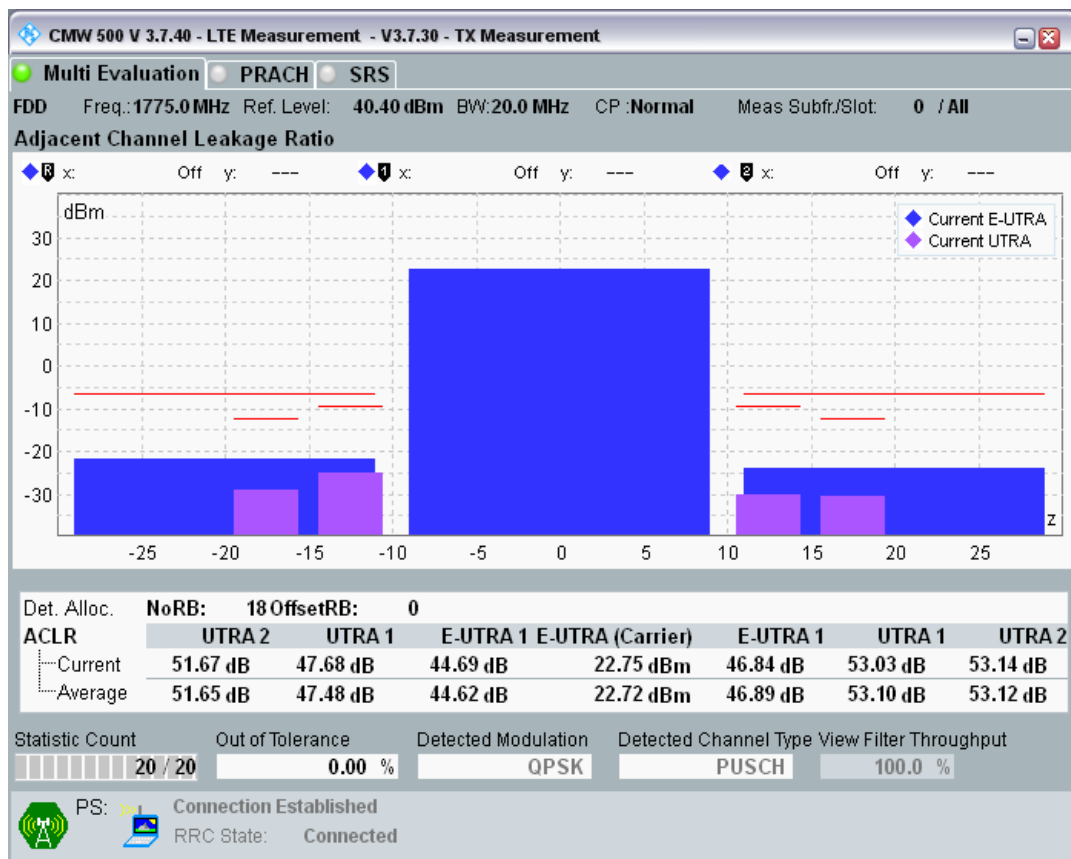 CMW 500 V 3.7.40 - LTE Measurement - V3.7.30 - TX Measurement
Multi Evaluation PRACH SRS
FDD Freq.:1775.0 MHz Ref. Level: 40.40 dBm BW:20.0 MHz CP :Normal Meas Subfr./Slot: 0 / All
Adjacent Channel Leakage Ratio
R x: Off y: --- 1 x: Off y: --- 2 x: Off y: ---
dBm
Current E-UTRA
Current UTRA
30
20
10
0
-10
-20
-30
z
-25 -20 -15 -10 -5 0 5 10 15 20 25
Det. Alloc. NoRB: 18 OffsetRB: 0
ACLR UTRA 2 UTRA 1 E-UTRA 1 E-UTRA (Carrier) E-UTRA 1 UTRA 1 UTRA 2
Current 51.67 dB 47.68 dB 44.69 dB 22.75 dBm 46.84 dB 53.03 dB 53.14 dB
Average 51.65 dB 47.48 dB 44.62 dB 22.72 dBm 46.89 dB 53.10 dB 53.12 dB
Statistic Count Out of Tolerance Detected Modulation Detected Channel Type View Filter Throughput
20 / 20 0.00 % QPSK PUSCH 100.0 %
PS: Connection Established
RRC State: Connected